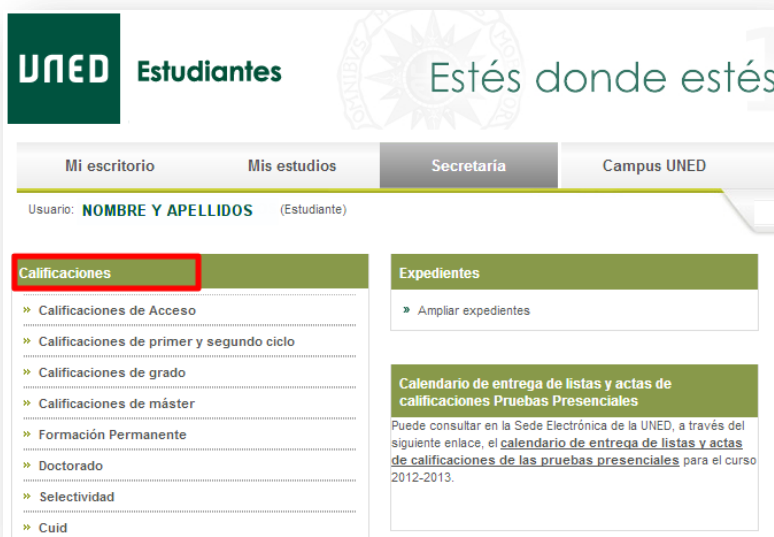 UNED Estudiantes
Estés donde estés
Mi escritorio Mis estudios Secretaría Campus UNED
Usuario: NOMBRE Y APELLIDOS (Estudiante)
Calificaciones
» Calificaciones de Acceso
» Calificaciones de primer y segundo ciclo
» Calificaciones de grado
» Calificaciones de máster
» Formación Permanente
» Doctorado
» Selectividad
» Cuid
Expedientes
» Ampliar expedientes
Calendario de entrega de listas y actas de
calificaciones Pruebas Presenciales
Puede consultar en la Sede Electrónica de la UNED, a través del
siguiente enlace, el calendario de entrega de listas y actas
de calificaciones de las pruebas presenciales para el curso
2012-2013.